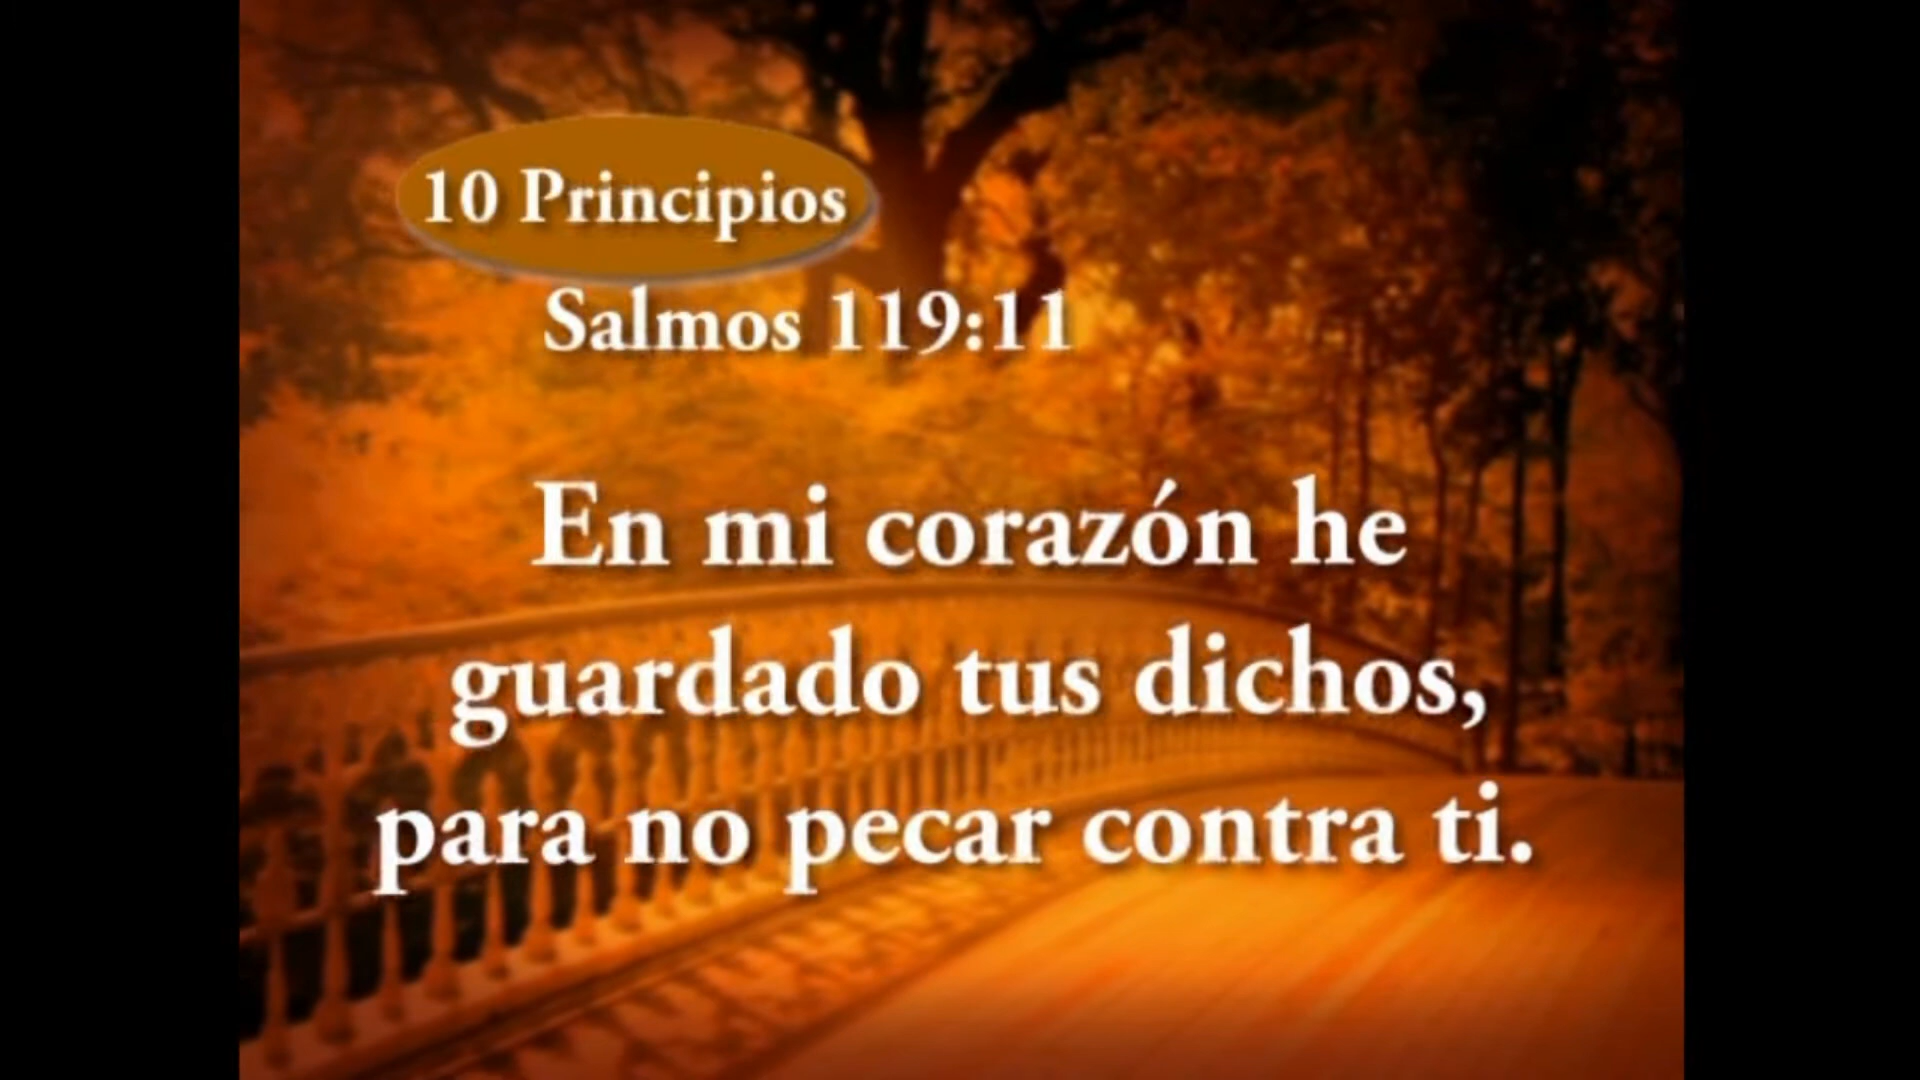 10 Principios
Salmos 119:11
En mi corazón he
guardado tus dichos,
para no pecar contra ti.